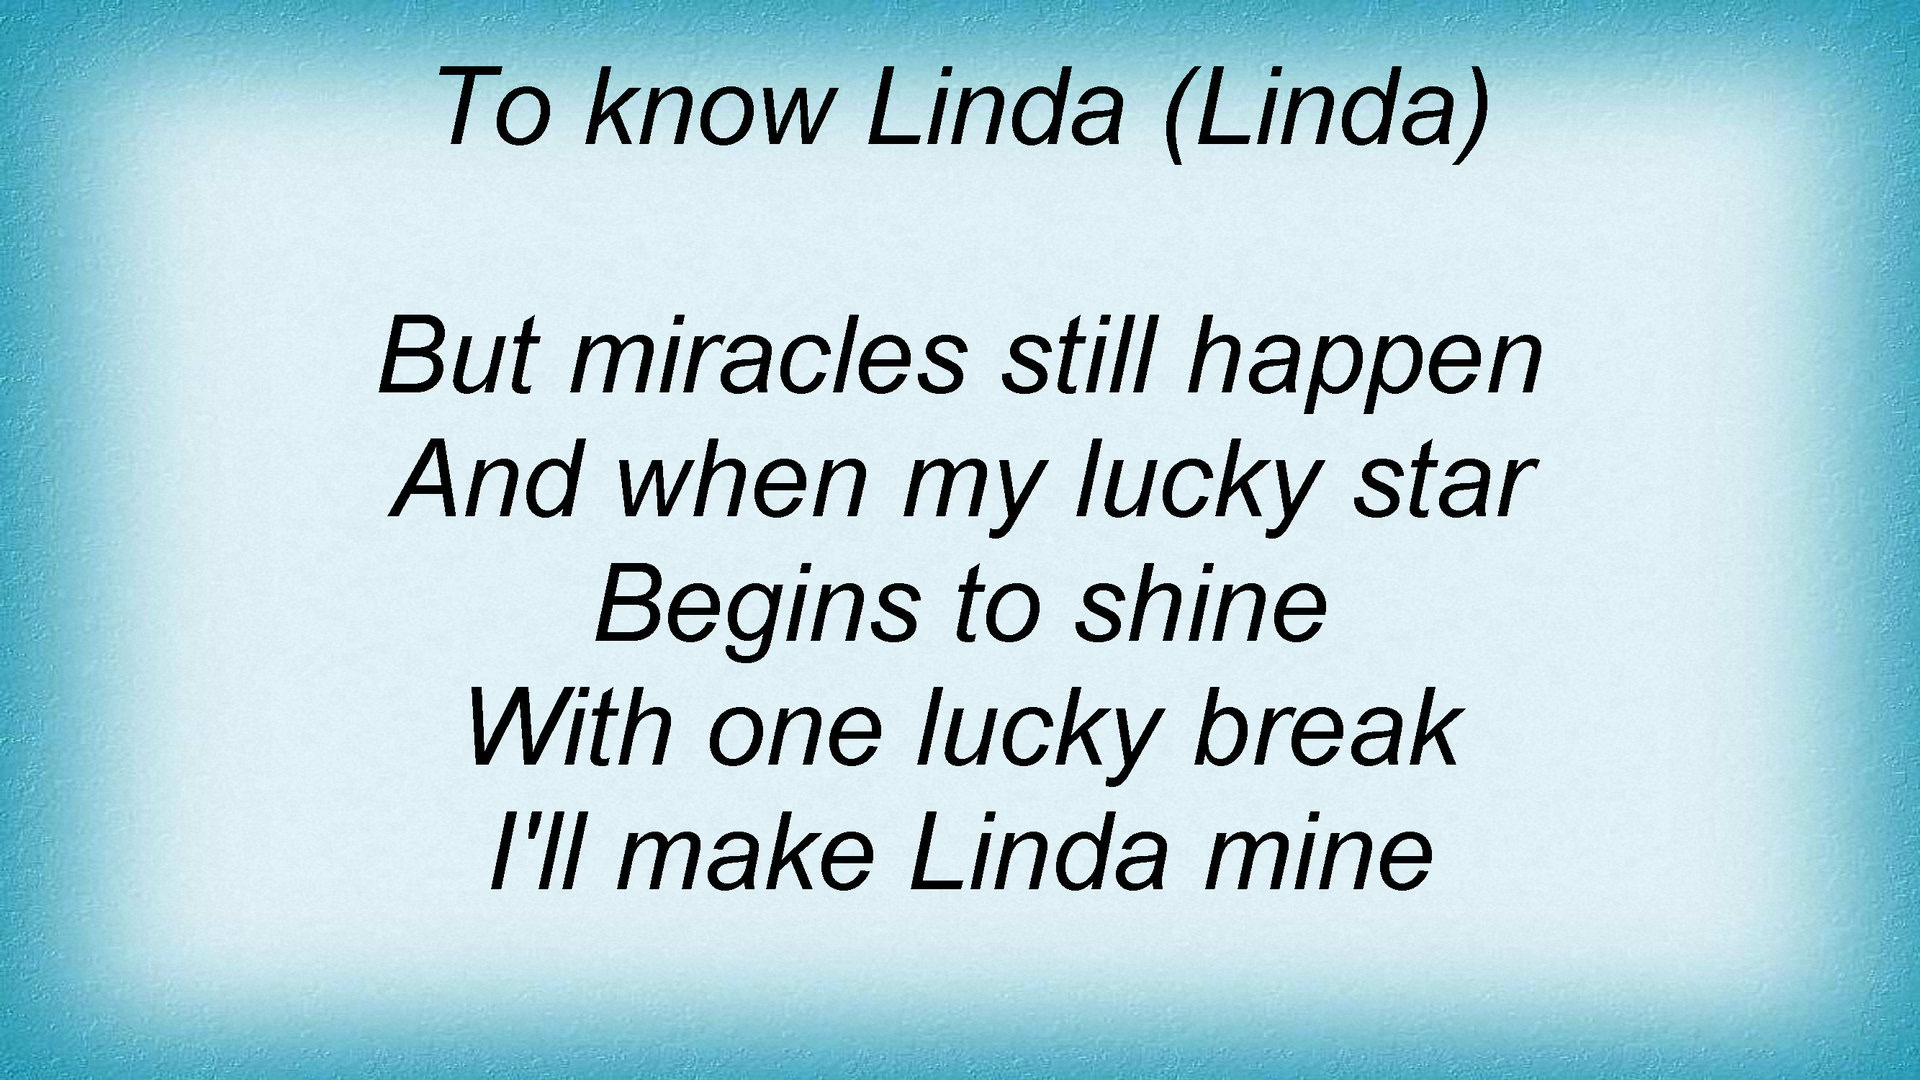 To know Linda (Linda)
But miracles still happen
And when my lucky star
Begins to shine
With one lucky break
I'll make Linda mine